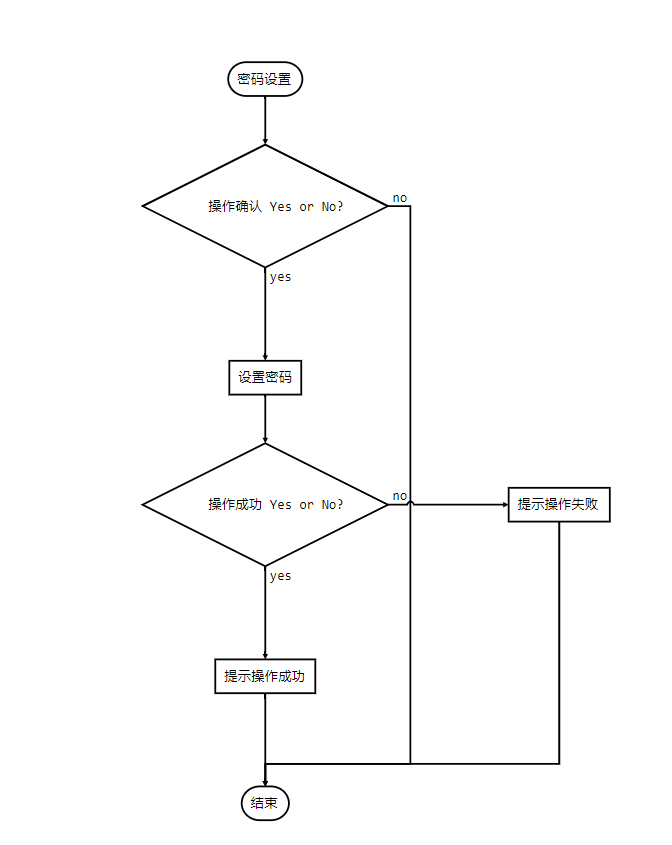 密码设置
操作确认 Yes or No?
no
yes
设置密码
操作成功 Yes or No?
no
提示操作失败
yes
提示操作成功
结束